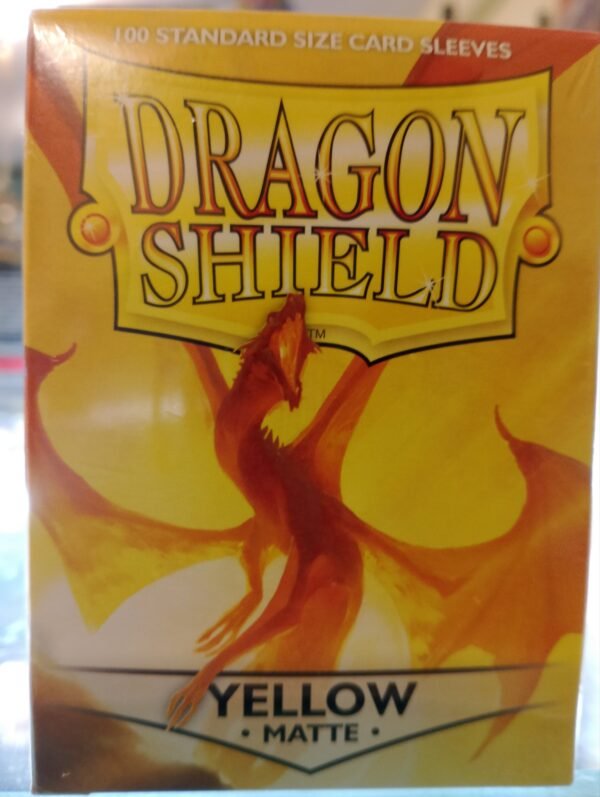 100 STANDARD SIZE CARD SLEEVES
DRAGON
SHIELD
TM
YELLOW
• MATTE •